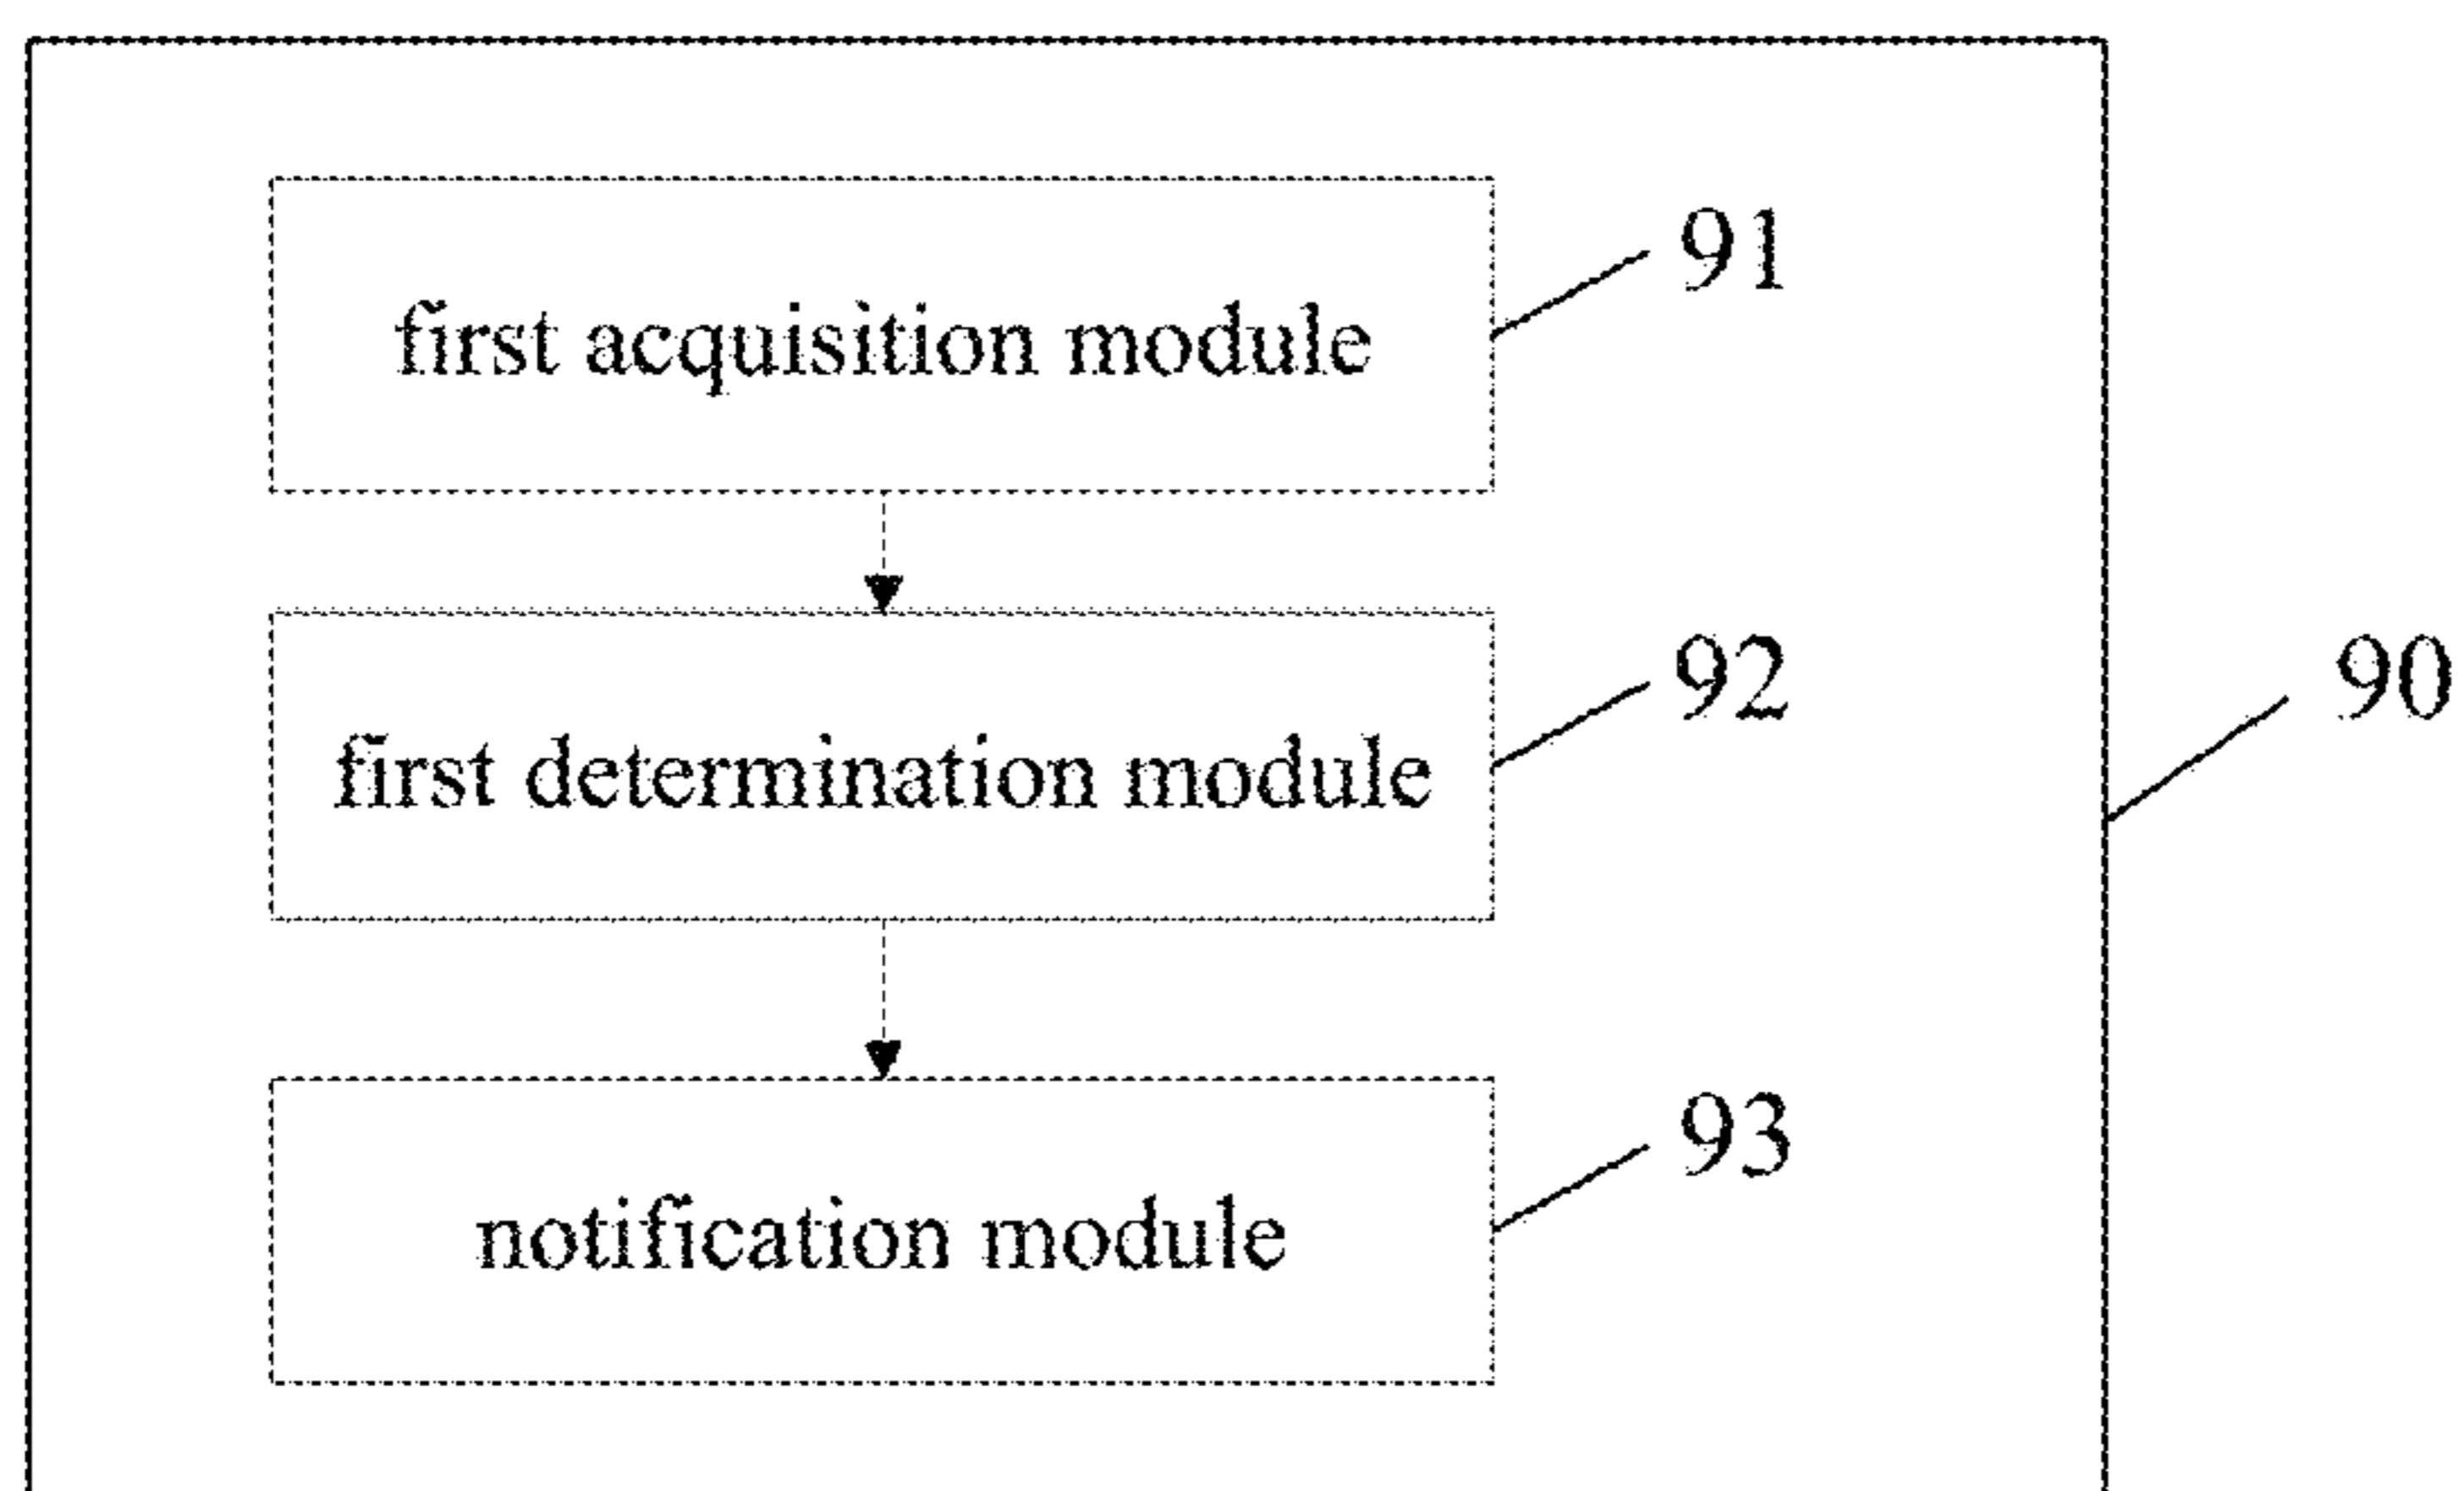 91
first acquisition module
92
90
first determination module
93
notification module